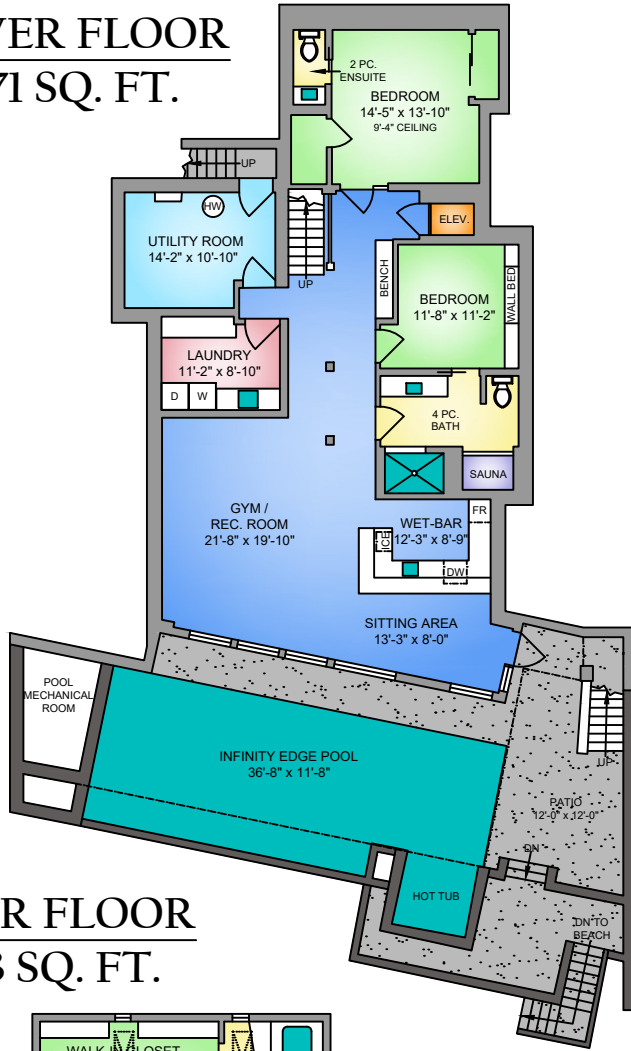 VER FLOOR
71 SQ. FT.
2 PC.
ENSUITE
BEDROOM
14'-5" x 13'-10"
9'-4" CEILING
UP
HW
UTILITY ROOM
14'-2" x 10'-10"
UP
ELEV.
BENCH
BEDROOM
11'-8" x 11'-2"
WALL BED
LAUNDRY
11'-2" x 8'-10"
D
W
4 PC.
BATH
SAUNA
GYM /
REC. ROOM
21'-8" x 19'-10"
FR
WET-BAR
12'-3" x 8'-9"
ICE
DW
SITTING AREA
13'-3" x 8'-0"
POOL
MECHANICAL
ROOM
INFINITY EDGE POOL
36'-8" x 11'-8"
UP
PATIO
12'-0" x 12'-0"
DN
HOT TUB
DN TO
BEACH
R FLOOR
SQ. FT.
WALK-IN CLOSET